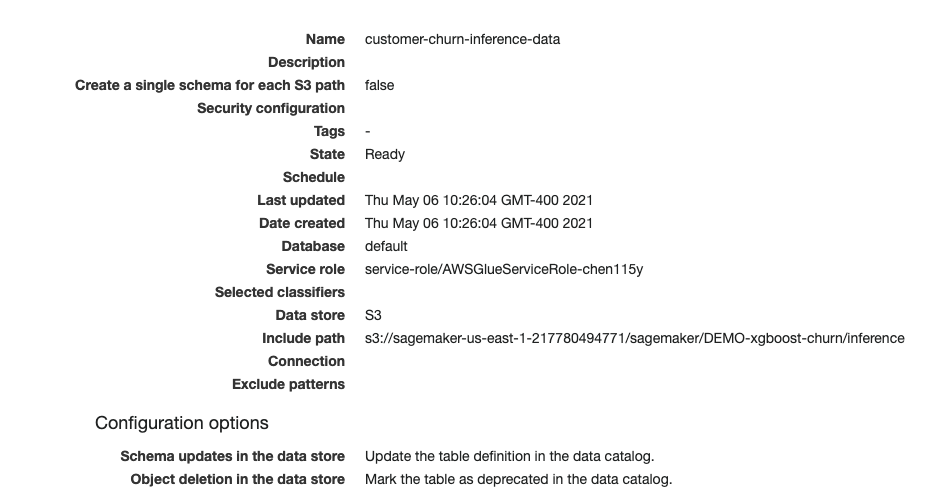 Name customer-churn-inference-data
Description
Create a single schema for each S3 path false
Security configuration
Tags -
State Ready
Schedule
Last updated Thu May 06 10:26:04 GMT-400 2021
Date created Thu May 06 10:26:04 GMT-400 2021
Database default
Service role service-role/AWSGlueServiceRole-chen115y
Selected classifiers
Data store S3
Include path s3://sagemaker-us-east-1-217780494771/sagemaker/DEMO-xgboost-churn/inference
Connection
Exclude patterns
Configuration options
Schema updates in the data store Update the table definition in the data catalog.
Object deletion in the data store Mark the table as deprecated in the data catalog.